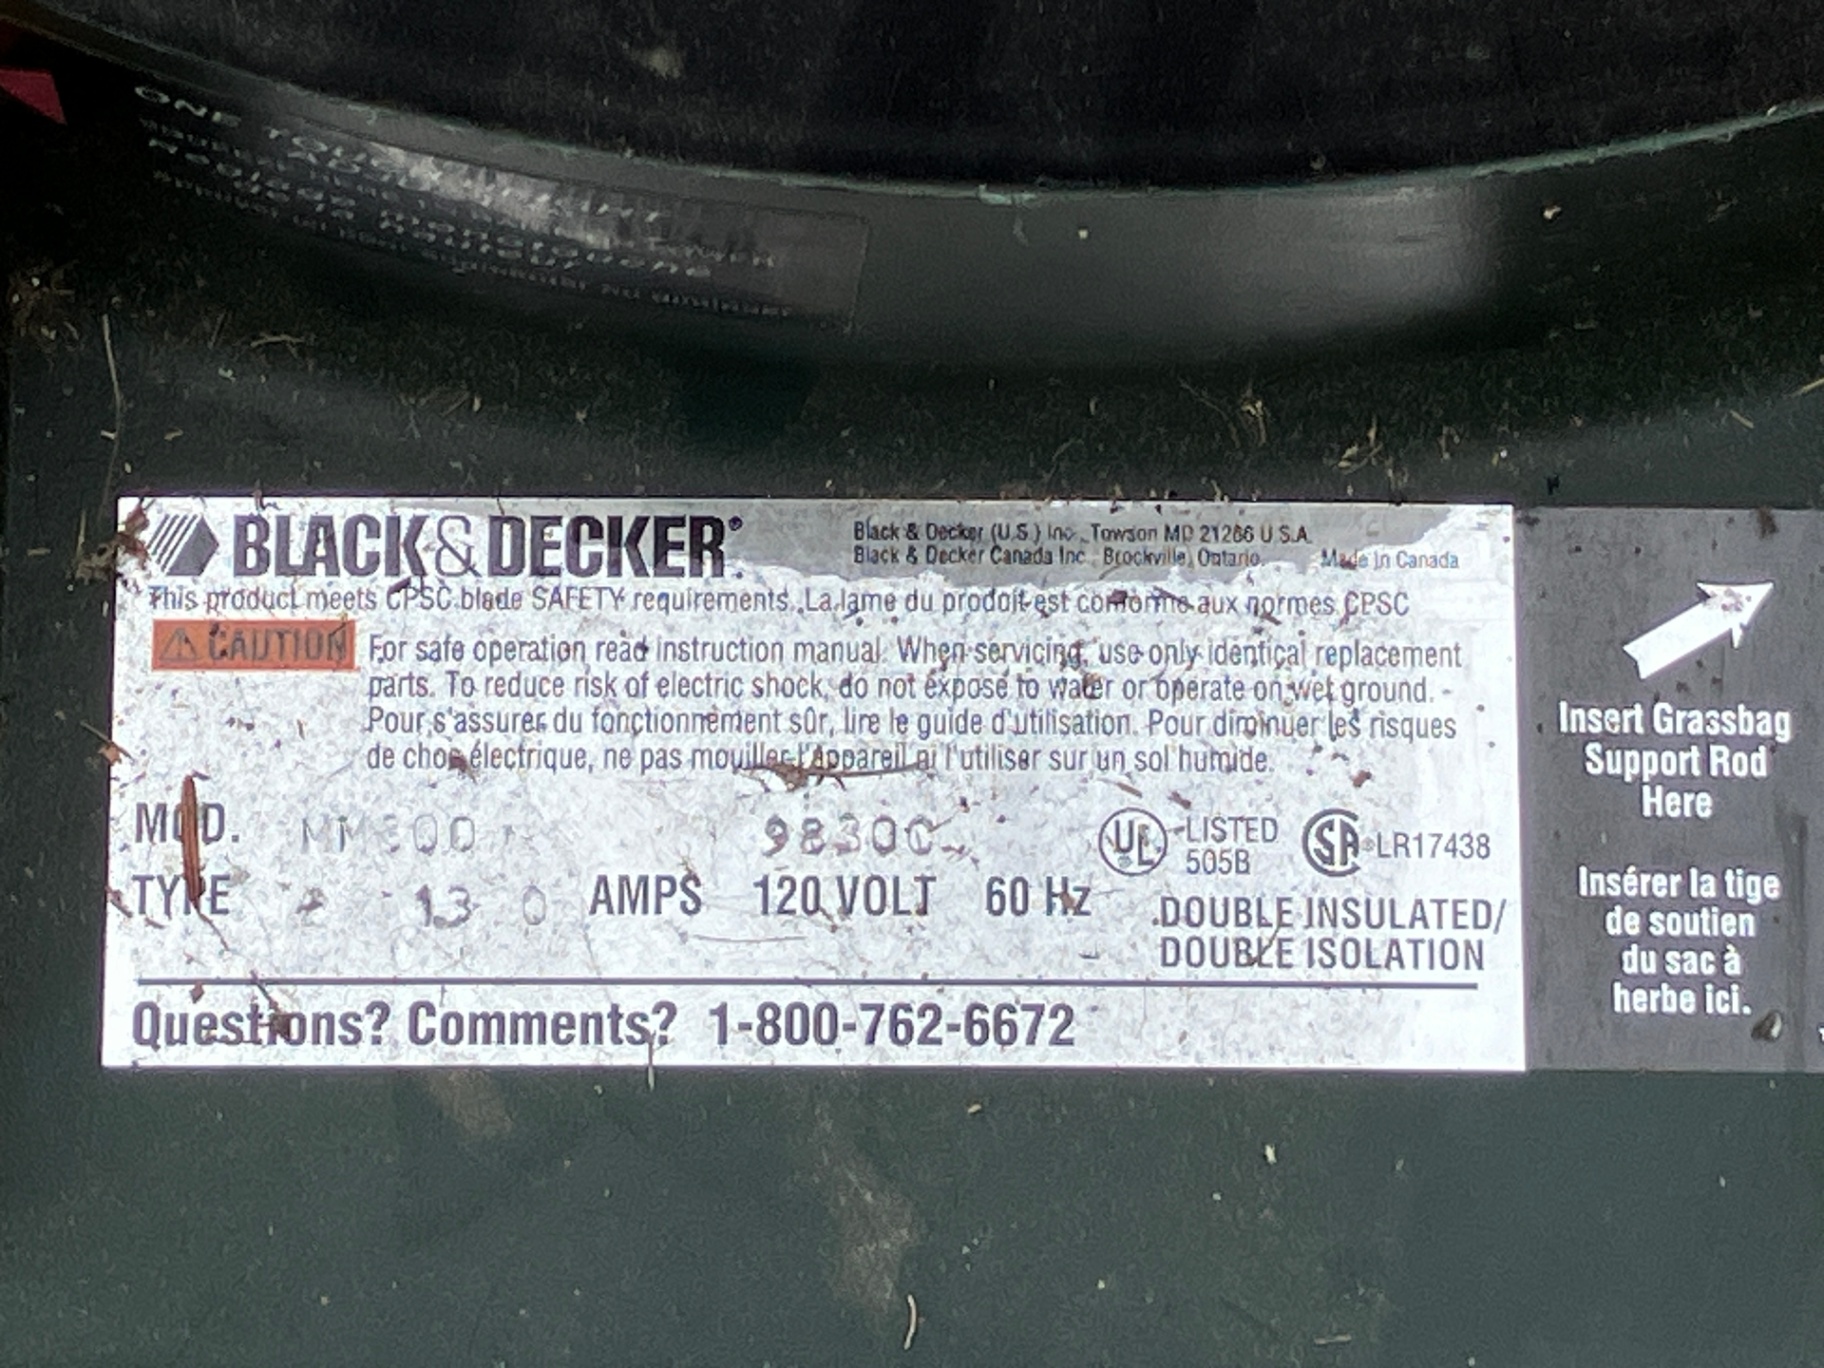 BLACK & DECKER®
Black & Decker (U.S.) Inc., Towson MD 21286 U.S.A.
Black & Decker Canada Inc., Brockville, Ontario. Made in Canada
This product meets CPSC blade SAFETY requirements. La lame du prodoit est conforme aux normes CPSC
⚠ CAUTION For safe operation read instruction manual. When servicing, use only identical replacement
parts. To reduce risk of electric shock, do not expose to water or operate on wet ground.
Pour s'assurer du fonctionnement sûr, lire le guide d'utilisation. Pour diminuer les risques
de choc électrique, ne pas mouiller l'appareil ni l'utiliser sur un sol humide.
MOD.
UL LISTED
505B
SA LR17438
TYPE 13 0 AMPS 120 VOLT 60 Hz
DOUBLE INSULATED/
DOUBLE ISOLATION
Questions? Comments? 1-800-762-6672
Insert Grassbag
Support Rod
Here
Insérer la tige
de soutien
du sac à
herbe ici.